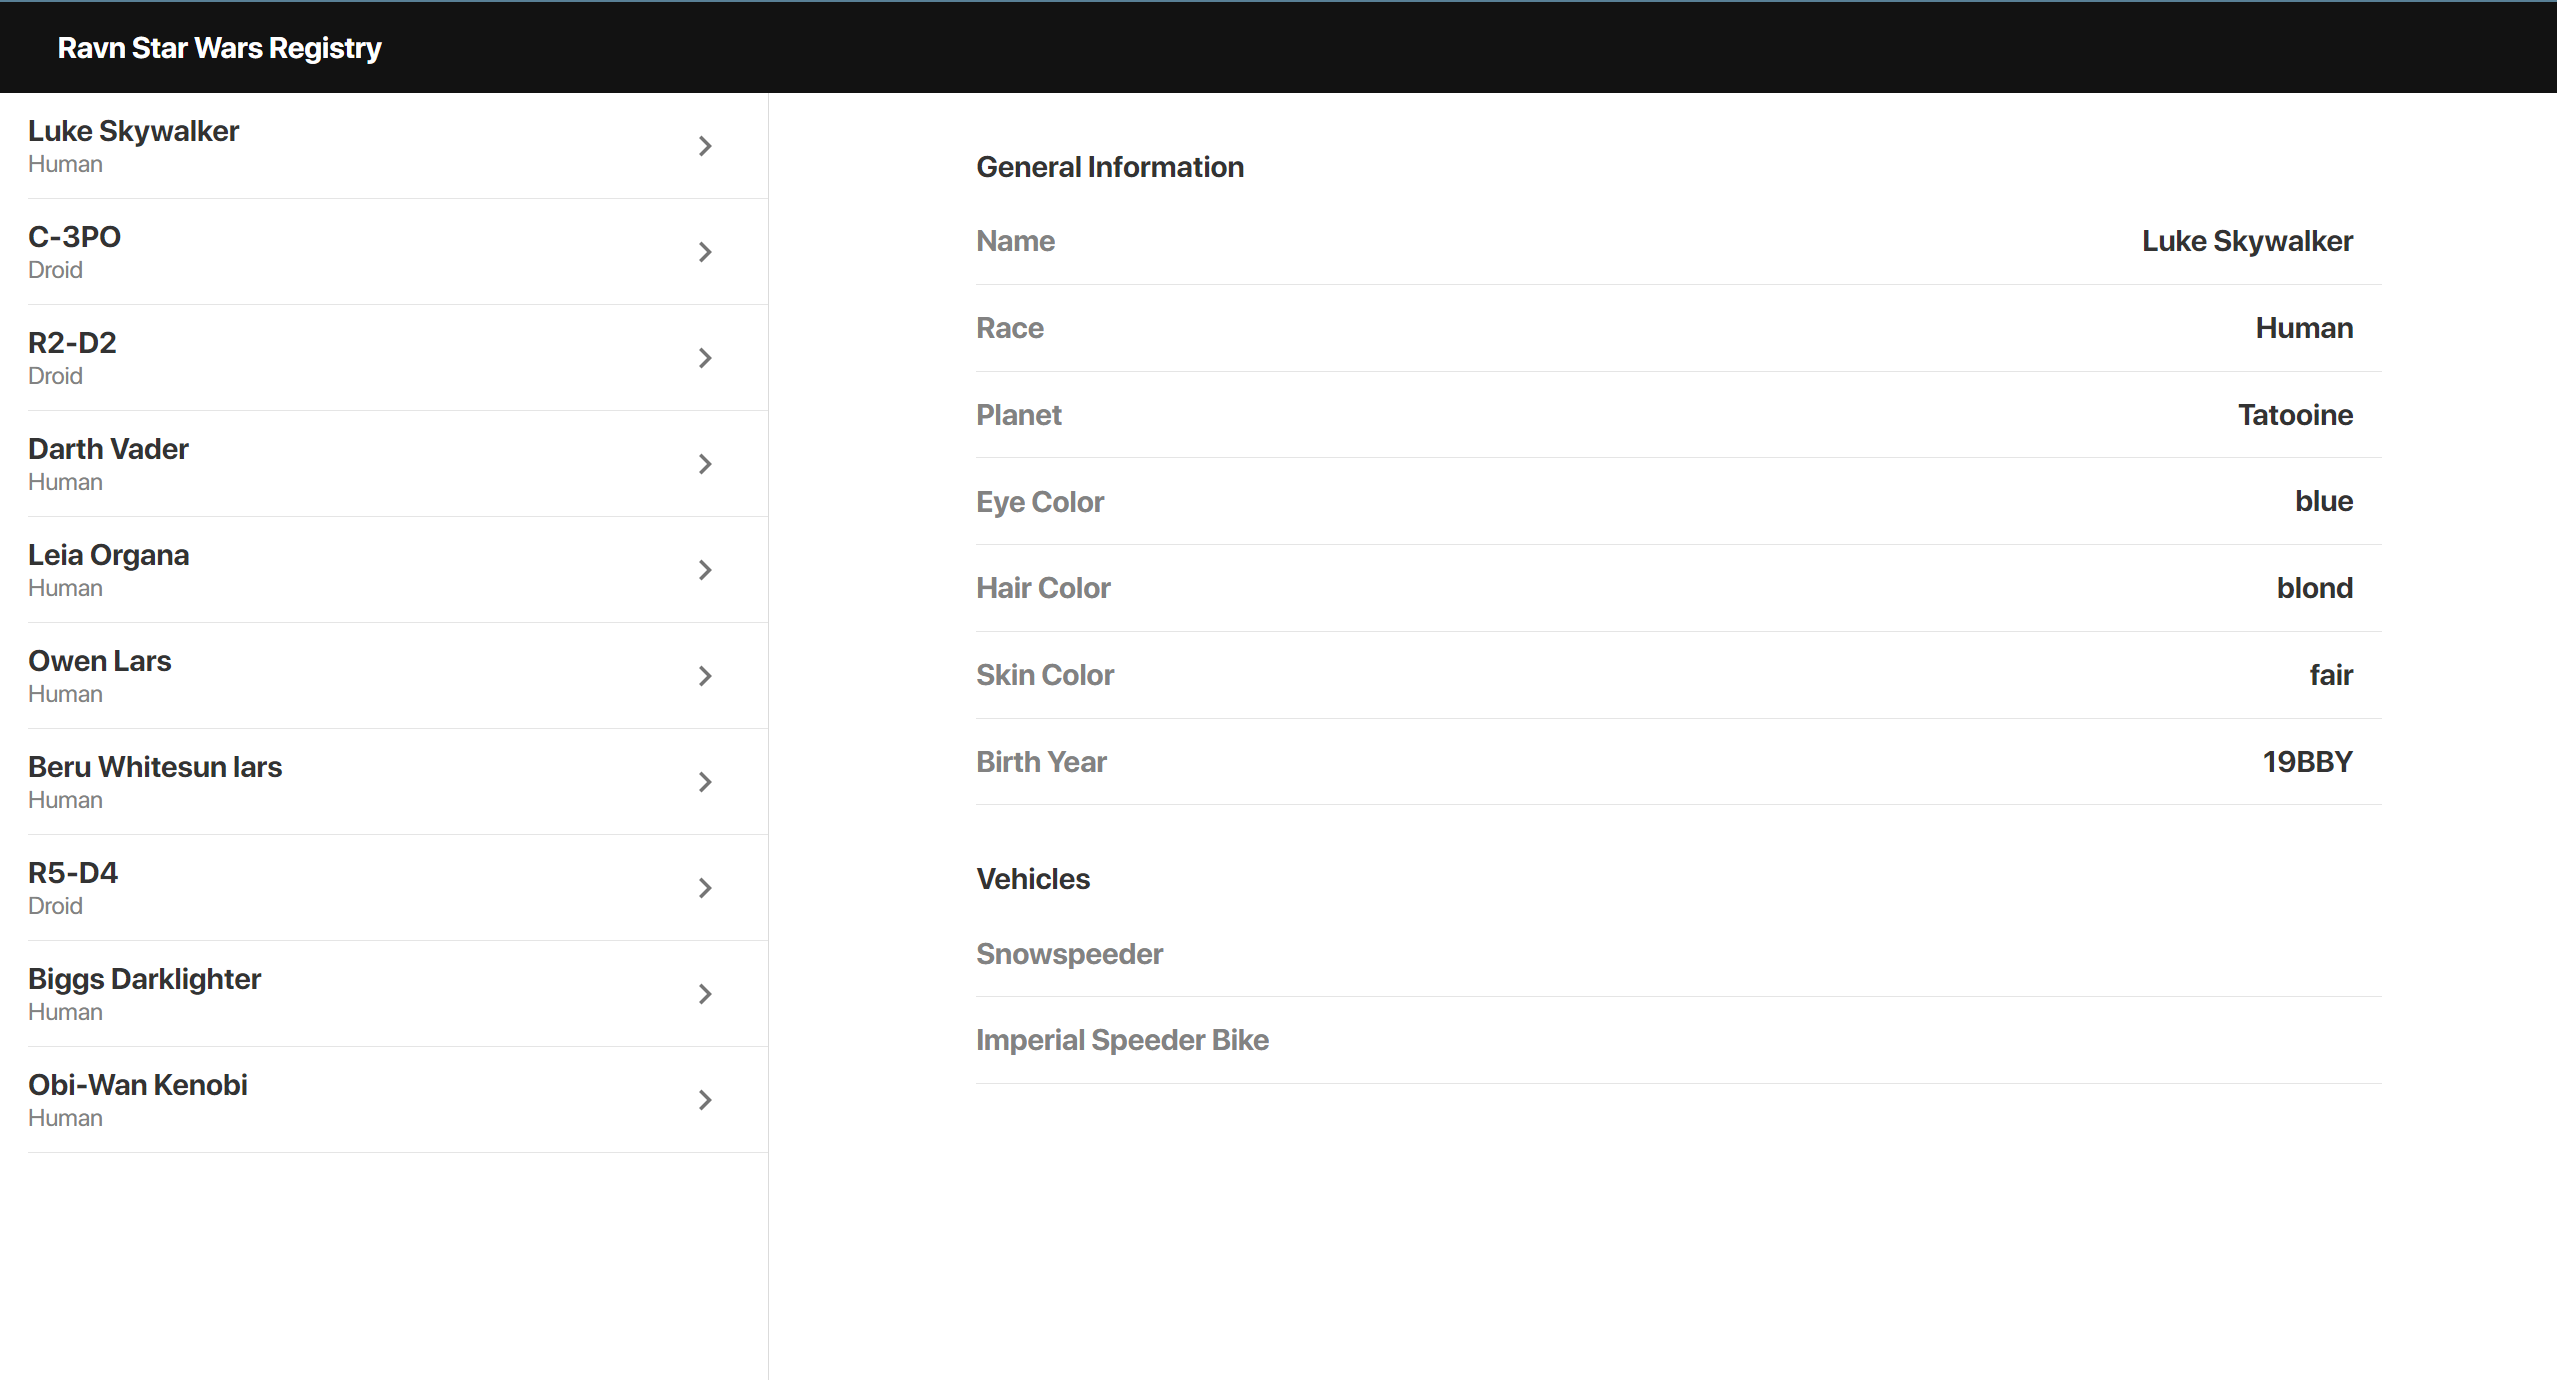 Ravn Star Wars Registry
Luke Skywalker
Human
C-3PO
Droid
R2-D2
Droid
Darth Vader
Human
Leia Organa
Human
Owen Lars
Human
Beru Whitesun lars
Human
R5-D4
Droid
Biggs Darklighter
Human
Obi-Wan Kenobi
Human
General Information
Name Luke Skywalker
Race Human
Planet Tatooine
Eye Color blue
Hair Color blond
Skin Color fair
Birth Year 19BBY
Vehicles
Snowspeeder
Imperial Speeder Bike